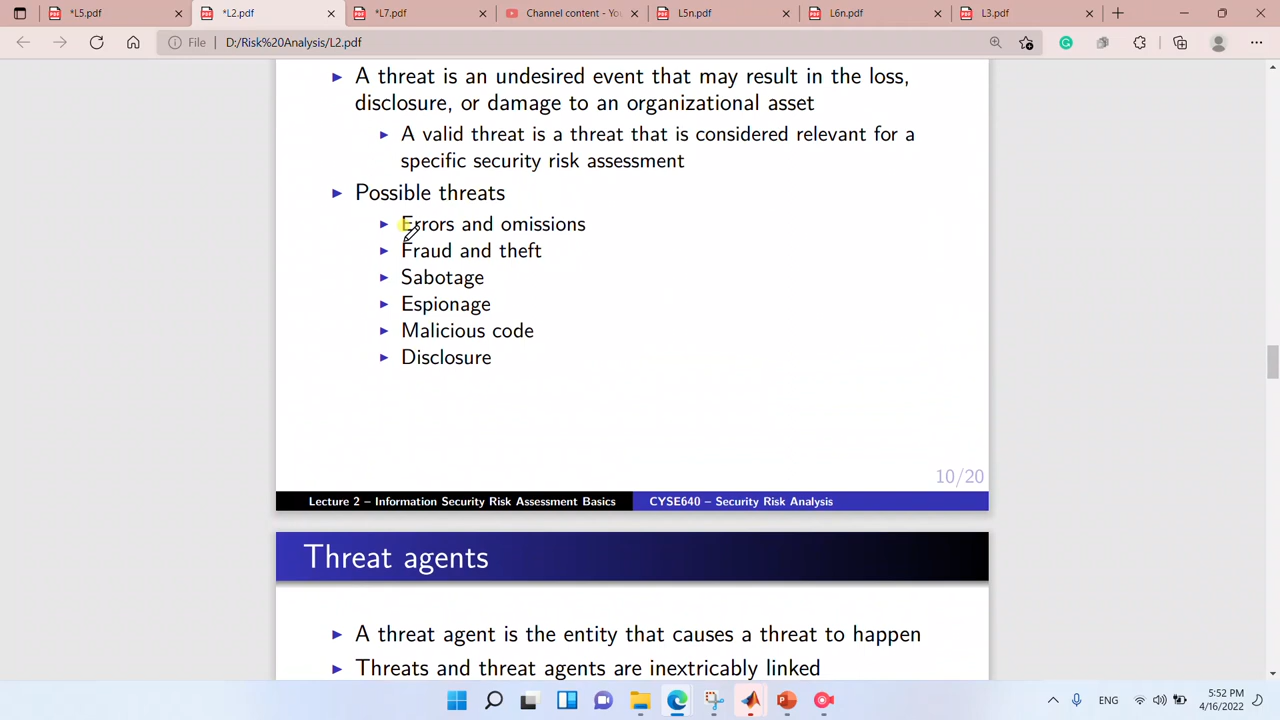 *L5.pdf
*L2.pdf
*L7.pdf
Channel content - You
L5n.pdf
L6n.pdf
L3.pdf
File
D:/Risk%20Analysis/L2.pdf
A threat is an undesired event that may result in the loss,
disclosure, or damage to an organizational asset
A valid threat is a threat that is considered relevant for a
specific security risk assessment
Possible threats
Errors and omissions
Fraud and theft
Sabotage
Espionage
Malicious code
Disclosure
10/20
Lecture 2 – Information Security Risk Assessment Basics
CYSE640 – Security Risk Analysis
Threat agents
A threat agent is the entity that causes a threat to happen
Threats and threat agents are inextricably linked
ENG
5:52 PM
4/16/2022